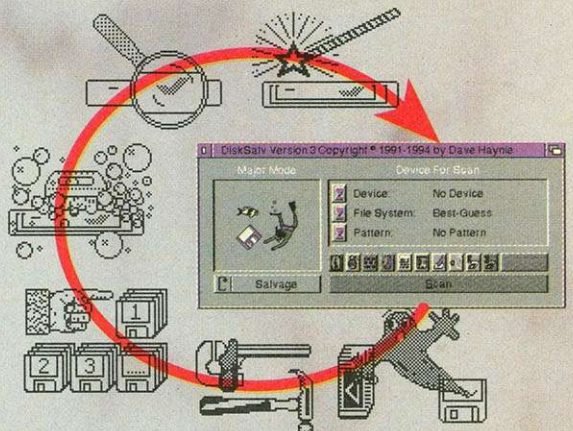 DiskSalv Version 3 Copyright © 1991-1994 by Dave Haynie
Major Mode
Device For Scan
Device: No Device
File System: Best-Guess
Pattern: No Pattern
Salvage
Scan
1
2
3